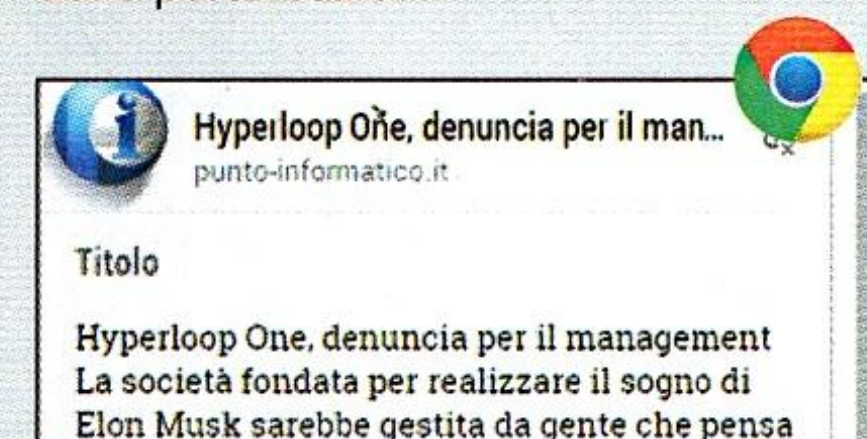 Hyperloop One, denuncia per il man...
punto-informatico.it
Titolo
Hyperloop One, denuncia per il management
La società fondata per realizzare il sogno di
Elon Musk sarebbe gestita da gente che pensa